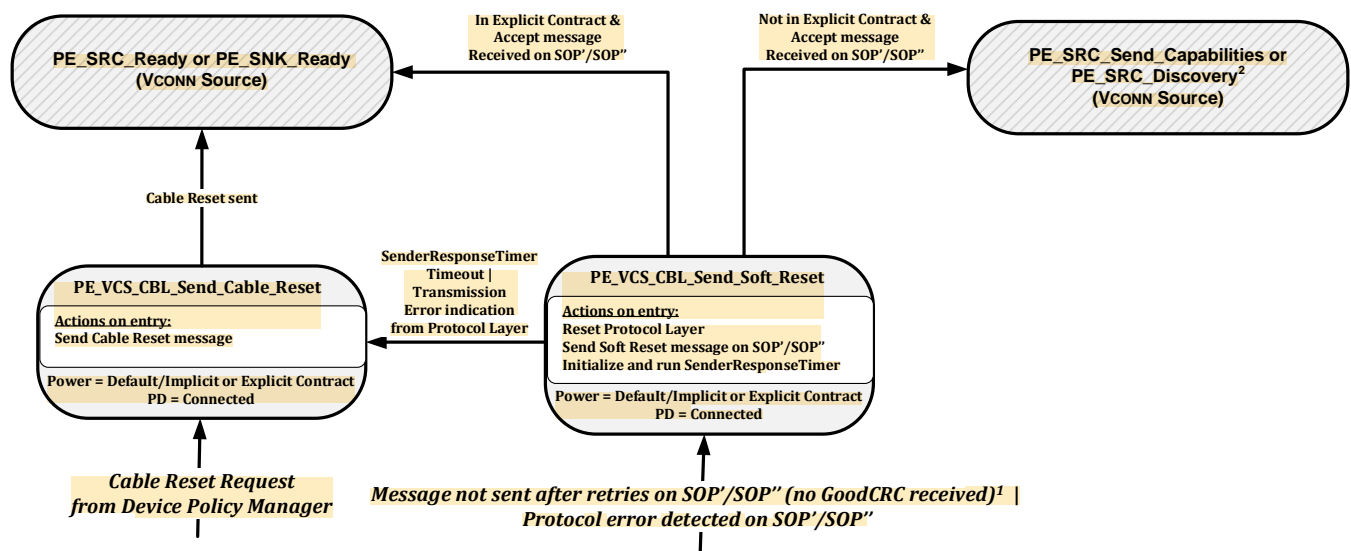 In Explicit Contract &
Accept message
Received on SOP’/SOP’’
Not in Explicit Contract &
Accept message
Received on SOP’/SOP’’
PE_SRC_Ready or PE_SNK_Ready
(VCONN Source)
PE_SRC_Send_Capabilities or
PE_SRC_Discovery²
(VCONN Source)
Cable Reset sent
SenderResponseTimer
Timeout |
Transmission
Error indication
from Protocol Layer
PE_VCS_CBL_Send_Cable_Reset
Actions on entry:
Send Cable Reset message
Power = Default/Implicit or Explicit Contract
PD = Connected
PE_VCS_CBL_Send_Soft_Reset
Actions on entry:
Reset Protocol Layer
Send Soft Reset message on SOP’/SOP’’
Initialize and run SenderResponseTimer
Power = Default/Implicit or Explicit Contract
PD = Connected
Cable Reset Request
from Device Policy Manager
Message not sent after retries on SOP’/SOP’’ (no GoodCRC received)¹ |
Protocol error detected on SOP’/SOP’’